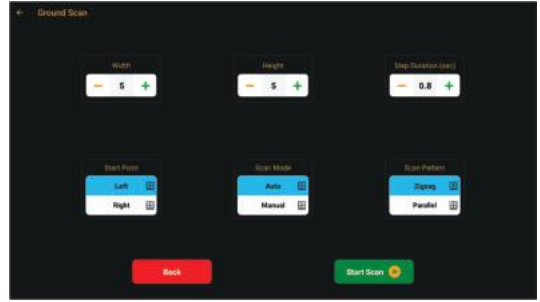 ← Ground Scan
Width
Height
Step Duration (sec)
− 5 +
− 5 +
− 0.8 +
Start Point
Scan Mode
Scan Pattern
Left
Auto
Zigzag
Right
Manual
Parallel
Back
Start Scan